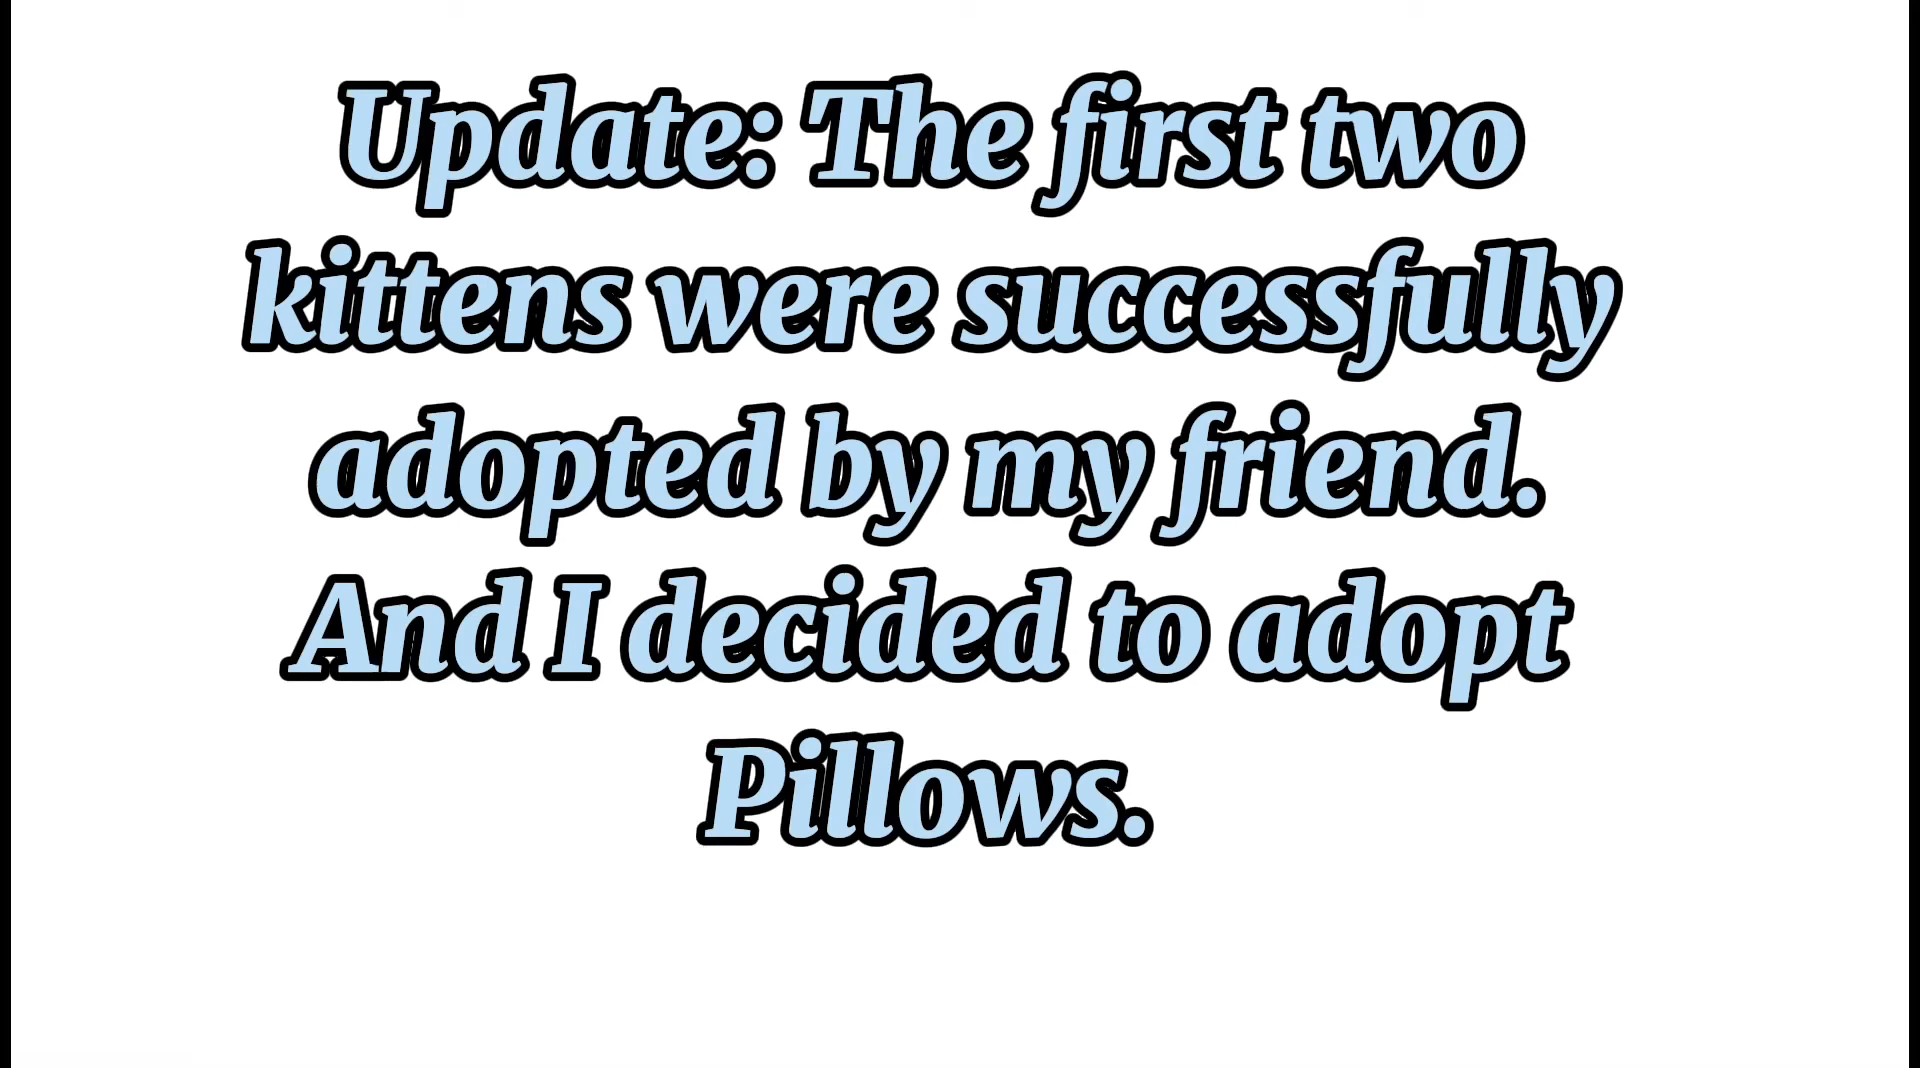 Update: The first two
kittens were successfully
adopted by my friend.
And I decided to adopt
Pillows.